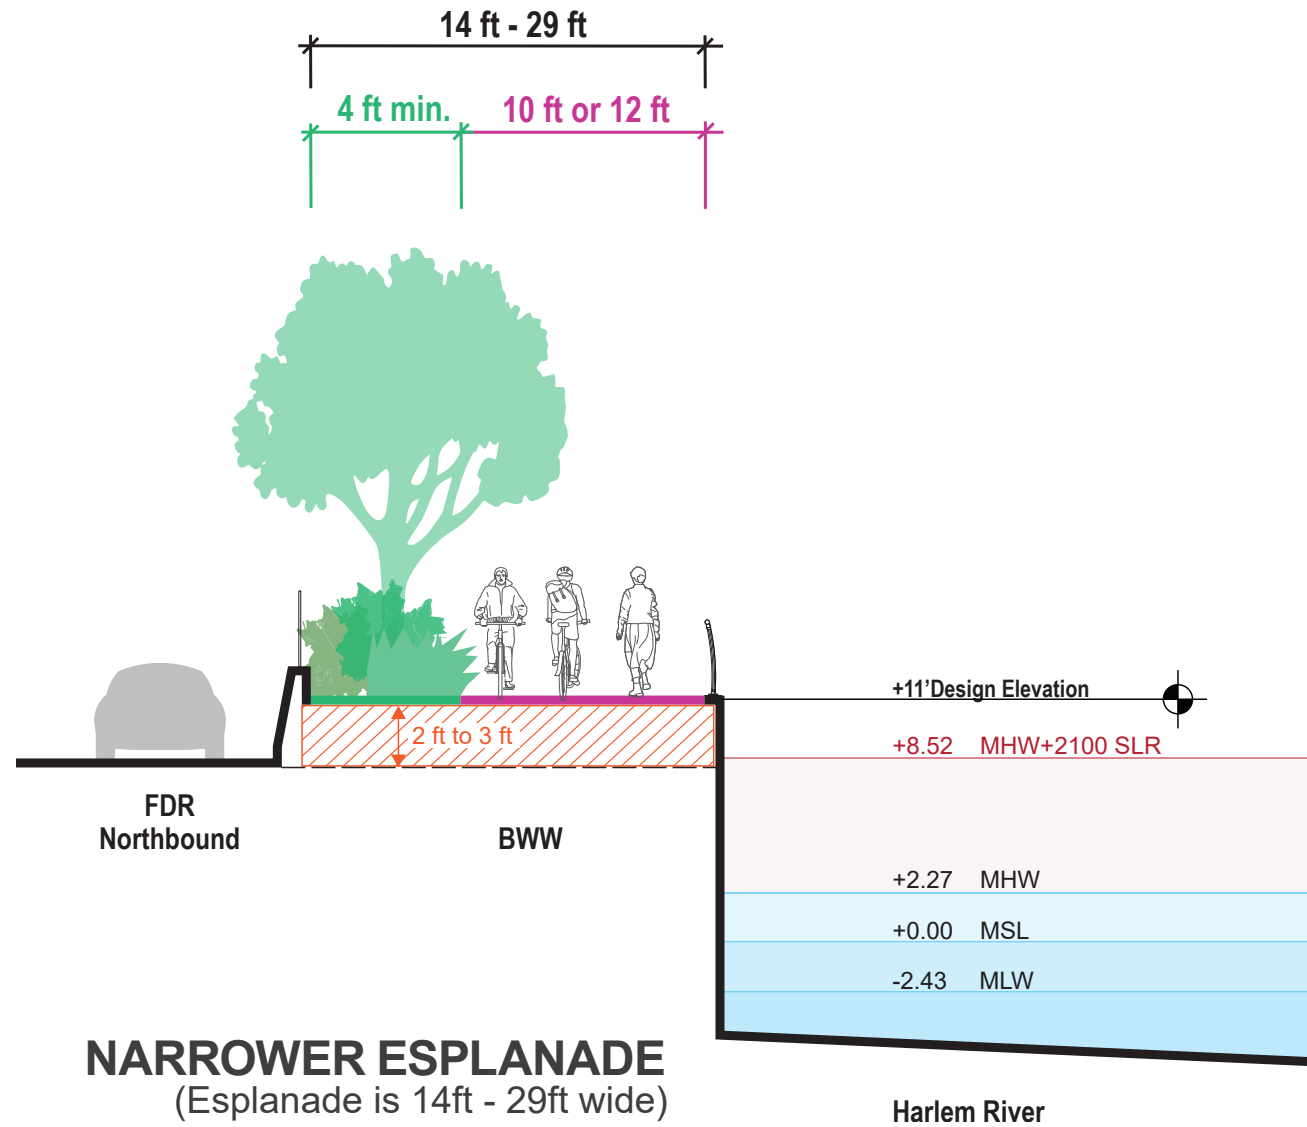 14 ft - 29 ft
4 ft min.
10 ft or 12 ft
+11'Design Elevation
2 ft to 3 ft
+8.52 MHW+2100 SLR
FDR
Northbound
BWW
+2.27 MHW
+0.00 MSL
-2.43 MLW
NARROWER ESPLANADE
(Esplanade is 14ft - 29ft wide)
Harlem River